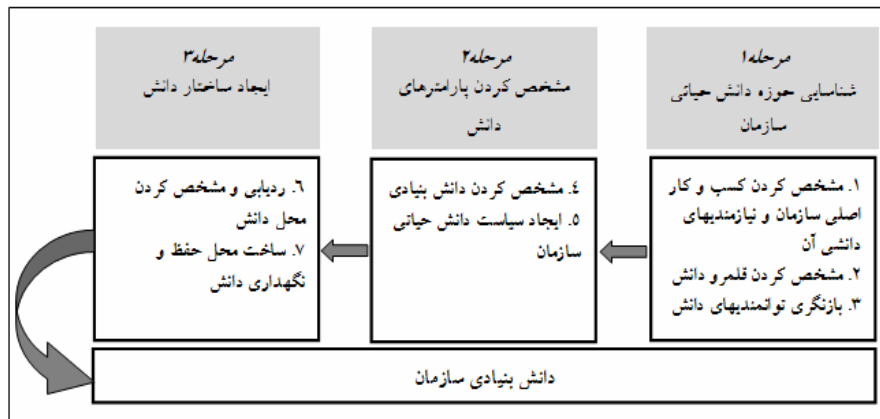 مرحله۱
شناسایی حوزه دانش حیاتی
سازمان
۱. مشخص کردن کسب و کار
اصلی سازمان و نیازمندیهای
دانشی آن
۲. مشخص کردن قلمرو دانش
۳. بازنگری توانمندیهای دانش
مرحله۲
مشخص کردن پارامترهای
دانش
۴. مشخص کردن دانش بنیادی
۵. ایجاد سیاست دانش حیاتی
سازمان
مرحله۳
ایجاد ساختار دانش
۶. ردیابی و مشخص کردن
محل دانش
۷. ساخت محل حفظ و
نگهداری دانش
دانش بنیادی سازمان